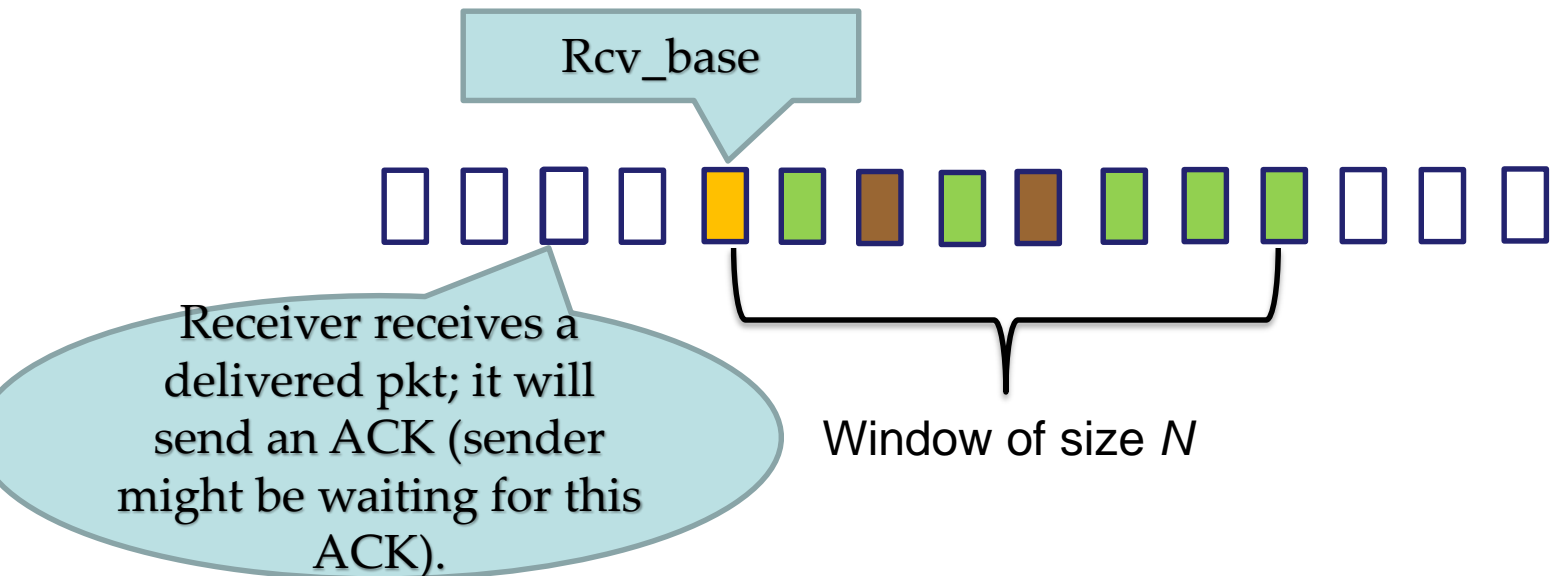 Rcv_base
Receiver receives a
delivered pkt; it will
send an ACK (sender
might be waiting for this
ACK).
Window of size N